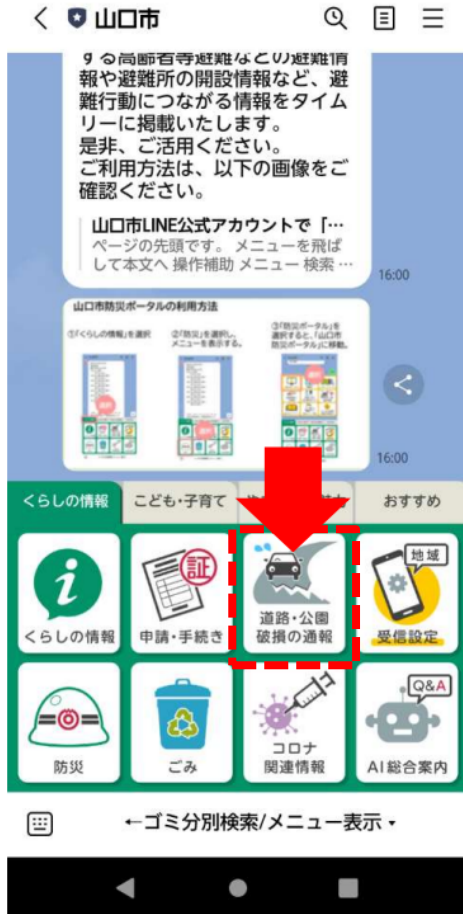 山口市
する高齢者等避難などの避難情
報や避難所の開設情報など、避
難行動につながる情報をタイム
リーに掲載いたします。
是非、ご活用ください。
ご利用方法は、以下の画像をご
確認ください。
山口市LINE公式アカウントで「…
ページの先頭です。 メニューを飛ば
して本文へ 操作補助 メニュー 検索 …
16:00
山口市防災ポータルの利用方法
①「くらしの情報」を選択
②「防災」を選択し、
メニューを表示する。
③「防災ポータル」を
選択すると、「山口市
防災ポータル」に移動。
選択
選択
選択
16:00
くらしの情報
こども・子育て
おすすめ
くらしの情報
証
申請・手続き
道路・公園
破損の通報
地域
受信設定
防災
ごみ
コロナ
関連情報
Q&A
AI総合案内
←ゴミ分別検索/メニュー表示